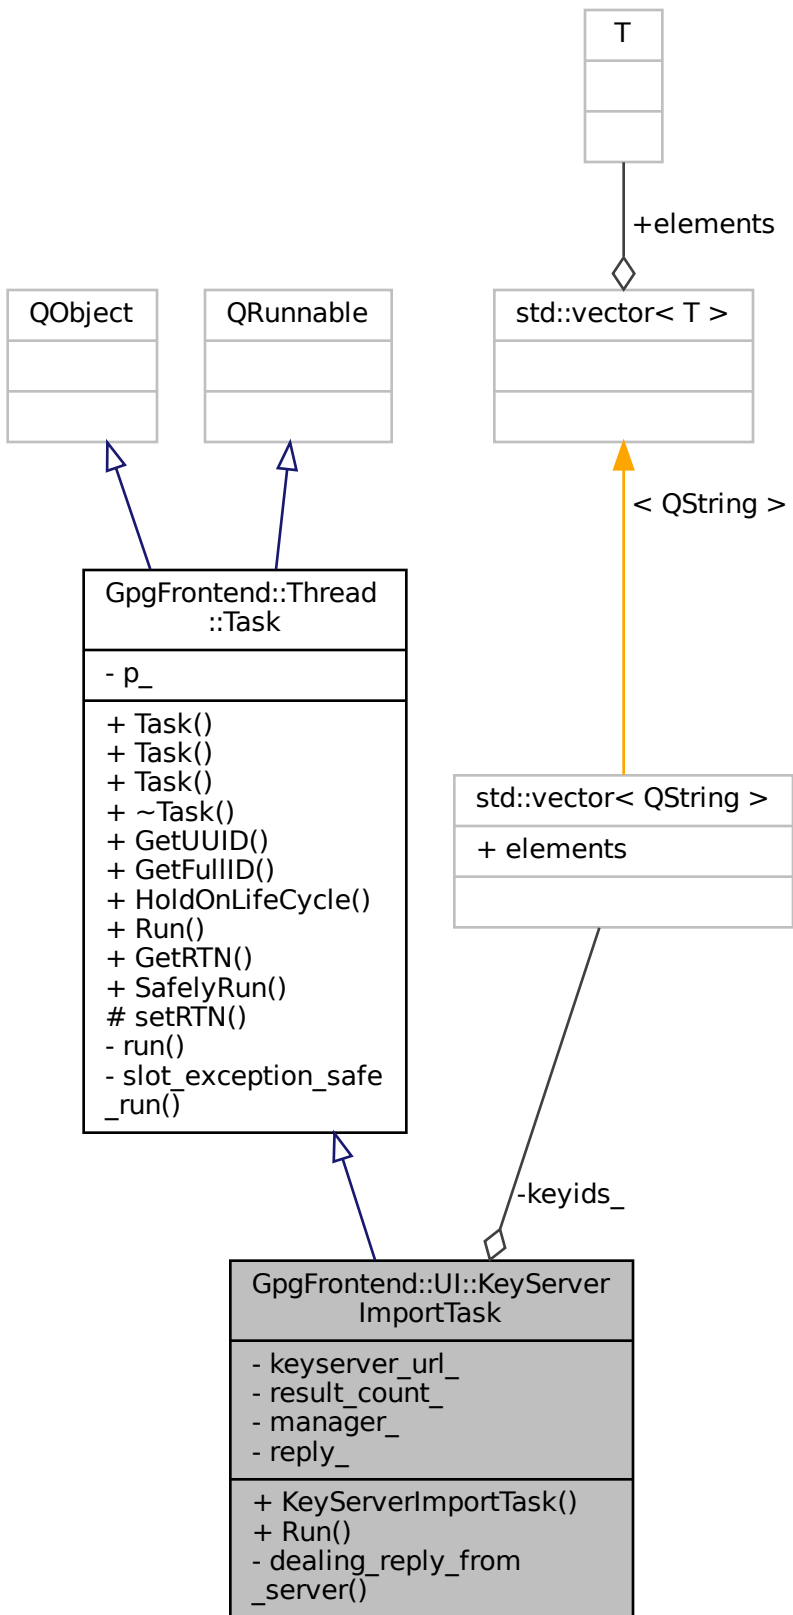 T
+elements
QObject
QRunnable
std::vector< T >
< QString >
GpgFrontend::Thread
::Task
- p_
+ Task()
+ Task()
+ Task()
+ ~Task()
+ GetUUID()
+ GetFullID()
+ HoldOnLifeCycle()
+ Run()
+ GetRTN()
+ SafelyRun()
# setRTN()
- run()
- slot_exception_safe
_run()
std::vector< QString >
+ elements
-keyids_
GpgFrontend::UI::KeyServer
ImportTask
- keyserver_url_
- result_count_
- manager_
- reply_
+ KeyServerImportTask()
+ Run()
- dealing_reply_from
_server()